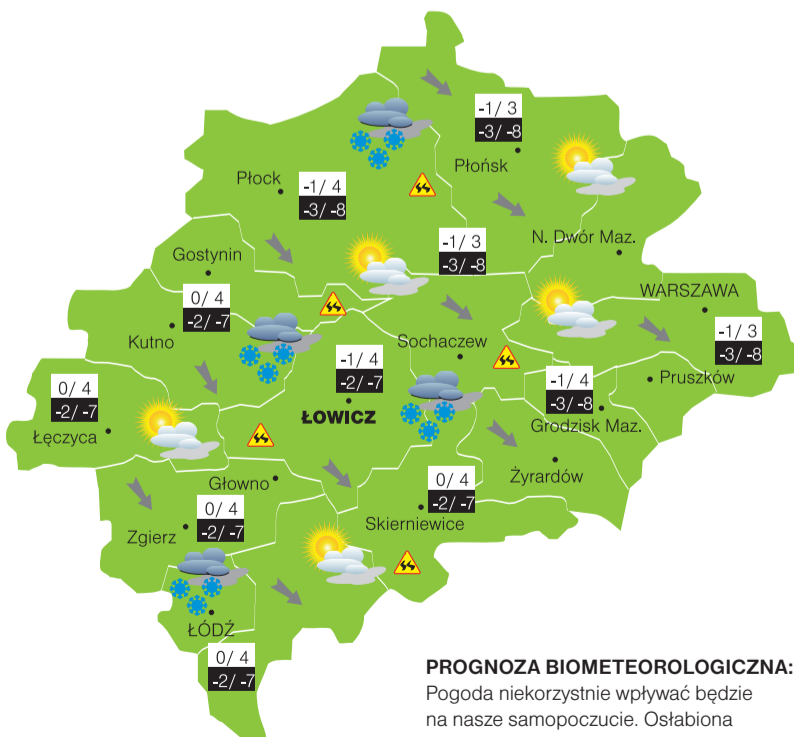 -1/ 3
-3/ -8
Płońsk
Płock
-1/ 4
-3/ -8
-1/ 3
-3/ -8
N. Dwór Maz.
Gostynin
0/ 4
-2/ -7
Kutno
WARSZAWA
-1/ 3
-3/ -8
Sochaczew
-1/ 4
-2/ -7
ŁOWICZ
Pruszków
-1/ 4
-3/ -8
Grodzisk Maz.
0/ 4
-2/ -7
Łęczyca
Żyrardów
Głowno
0/ 4
-2/ -7
Skierniewice
0/ 4
-2/ -7
Zgierz
ŁÓDŹ
0/ 4
-2/ -7
PROGNOZA BIOMETEOROLOGICZNA:
Pogoda niekorzystnie wpływać będzie
na nasze samopoczucie. Osłabiona